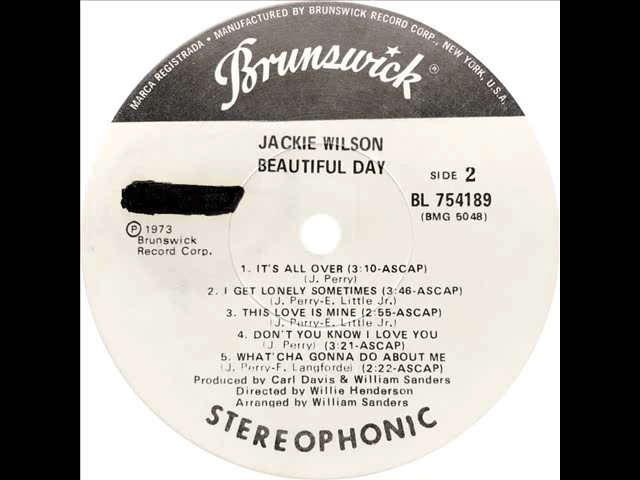 MARCA REGISTRADA • MANUFACTURED BY BRUNSWICK RECORD CORP., NEW YORK, U.S.A.
Brunswick ®
JACKIE WILSON
BEAUTIFUL DAY
SIDE 2
BL 754189
(BMG 5048)
Ⓟ 1973
Brunswick
Record Corp.
1. IT'S ALL OVER (3:10-ASCAP)
(J. Perry)
2. I GET LONELY SOMETIMES (3:46-ASCAP)
(J. Perry-E. Little Jr.)
3. THIS LOVE IS MINE (2:55-ASCAP)
(J. Perry-E. Little Jr.)
4. DON'T YOU KNOW I LOVE YOU
(J. Perry) (3:21-ASCAP)
5. WHAT'CHA GONNA DO ABOUT ME
(J. Perry-F. Langforde) (2:22-ASCAP)
Produced by Carl Davis & William Sanders
Directed by Willie Henderson
Arranged by William Sanders
STEREOPHONIC